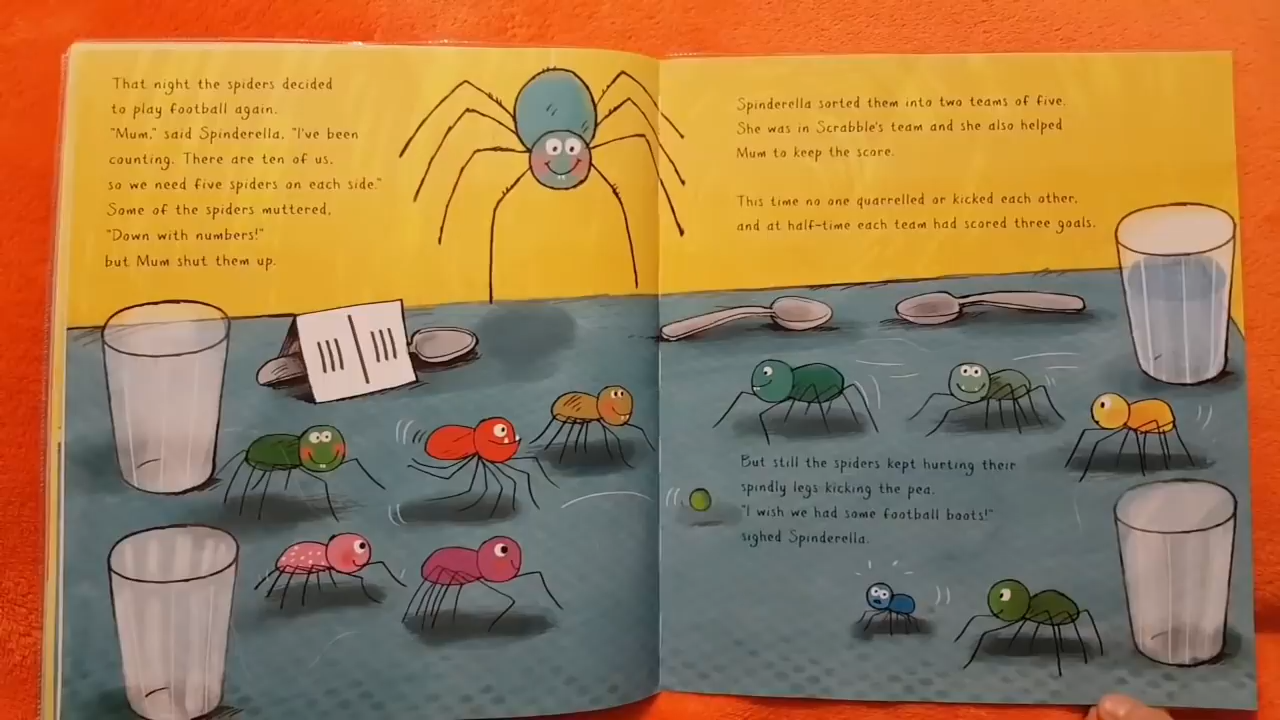 That night the spiders decided
to play football again.
"Mum," said Spinderella, "I've been
counting. There are ten of us,
so we need five spiders on each side."
Some of the spiders muttered,
"Down with numbers!"
but Mum shut them up.
Spinderella sorted them into two teams of five.
She was in Scrabble's team and she also helped
Mum to keep the score.
This time no one quarrelled or kicked each other,
and at half-time each team had scored three goals.
But still the spiders kept hurting their
spindly legs kicking the pea.
"I wish we had some football boots!"
sighed Spinderella.